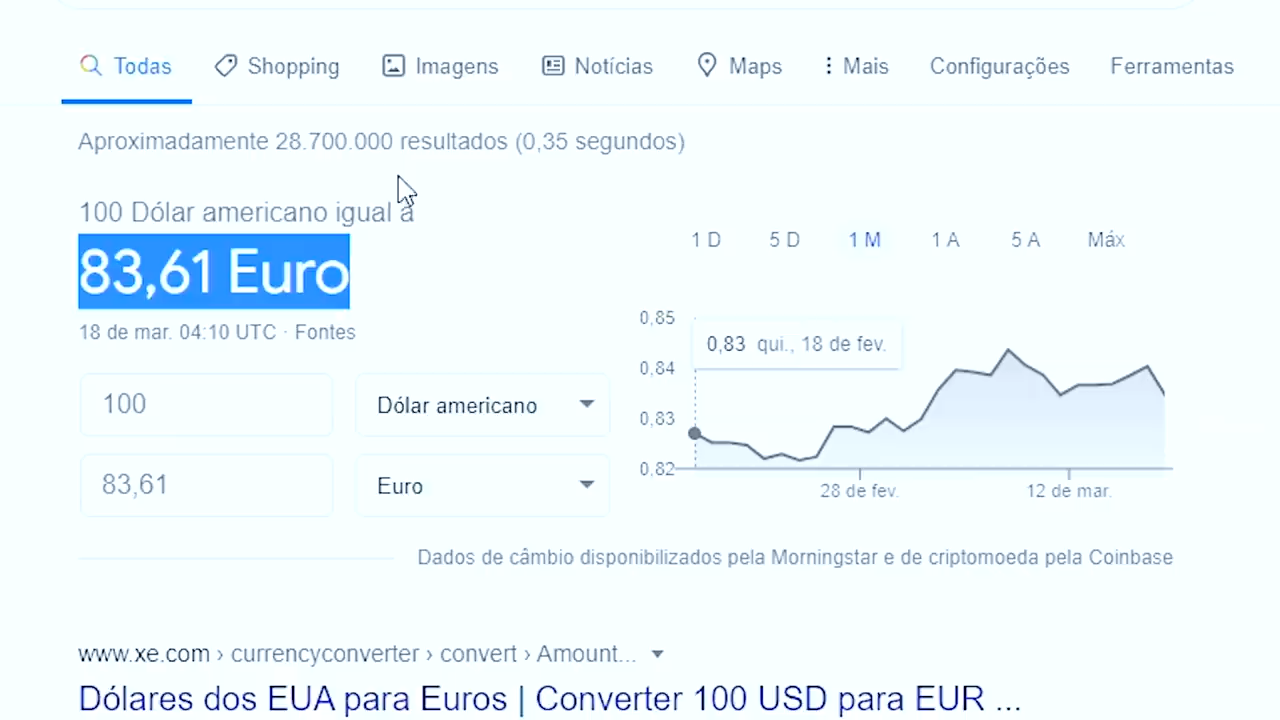 Todas Shopping Imagens Notícias Maps Mais Configurações Ferramentas
Aproximadamente 28.700.000 resultados (0,35 segundos)
100 Dólar americano igual a
83,61 Euro
18 de mar. 04:10 UTC · Fontes
100 Dólar americano
83,61 Euro
1 D 5 D 1 M 1 A 5 A Máx
0,85
0,83 qui., 18 de fev.
0,84
0,83
0,82
28 de fev. 12 de mar.
Dados de câmbio disponibilizados pela Morningstar e de criptomoeda pela Coinbase
www.xe.com › currencyconverter › convert › Amount...
Dólares dos EUA para Euros | Converter 100 USD para EUR ...